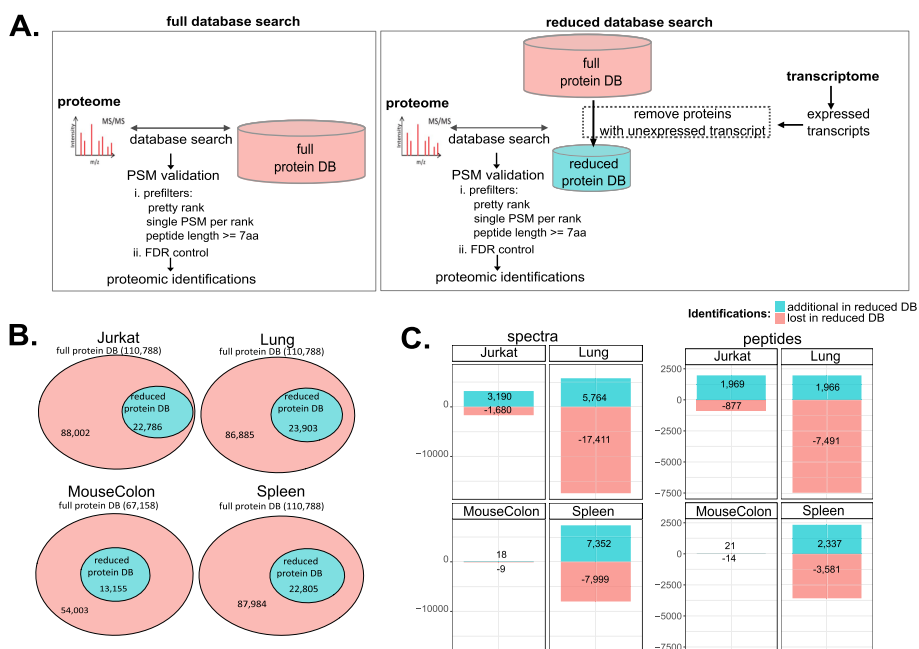 A.
full database search
proteome
Intensity
MS/MS
m/z
database search
full
protein DB
PSM validation
i. prefilters:
pretty rank
single PSM per rank
peptide length >= 7aa
ii. FDR control
proteomic identifications
reduced database search
full
protein DB
transcriptome
proteome
Intensity
MS/MS
m/z
database search
remove proteins
with unexpressed transcript
expressed
transcripts
reduced
protein DB
PSM validation
i. prefilters:
pretty rank
single PSM per rank
peptide length >= 7aa
ii. FDR control
proteomic identifications
B.
Jurkat
full protein DB (110,788)
reduced
protein DB
22,786
88,002
Lung
full protein DB (110,788)
reduced
protein DB
23,903
86,885
MouseColon
full protein DB (67,158)
reduced
protein DB
13,155
54,003
Spleen
full protein DB (110,788)
reduced
protein DB
22,805
87,984
C.
Identifications:
additional in reduced DB
lost in reduced DB
spectra
Jurkat
Lung
0
−10000
3,190
-1,680
5,764
-17,411
MouseColon
Spleen
0
−10000
18
-9
7,352
-7,999
peptides
Jurkat
Lung
2500
0
−2500
−5000
−7500
1,969
-877
1,966
-7,491
MouseColon
Spleen
2500
0
−2500
−5000
−7500
21
-14
2,337
-3,581